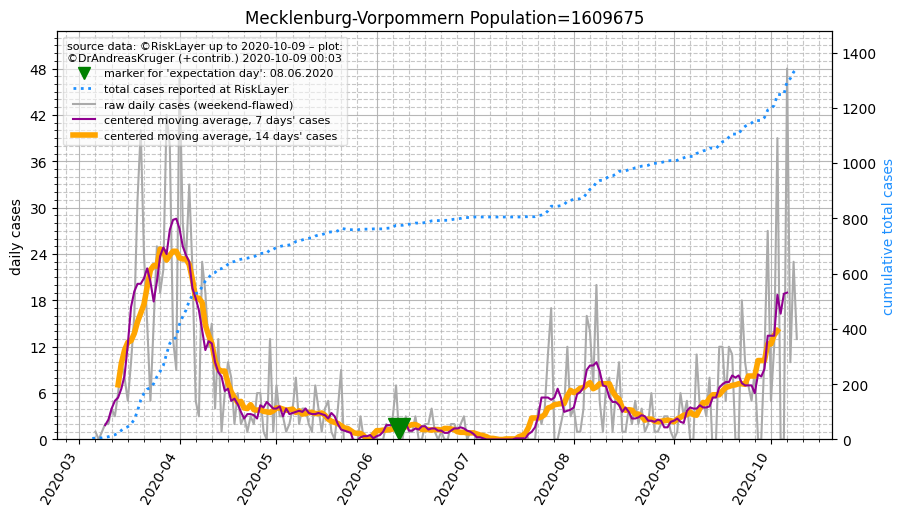 Mecklenburg-Vorpommern Population=1609675
source data: ©RiskLayer up to 2020-10-09 – plot:
©DrAndreasKruger (+contrib.) 2020-10-09 00:03
marker for 'expectation day': 08.06.2020
total cases reported at RiskLayer
raw daily cases (weekend-flawed)
centered moving average, 7 days' cases
centered moving average, 14 days' cases
daily cases
48
42
36
30
24
18
12
6
0
cumulative total cases
1400
1200
1000
800
600
400
200
0
2020-03
2020-04
2020-05
2020-06
2020-07
2020-08
2020-09
2020-10